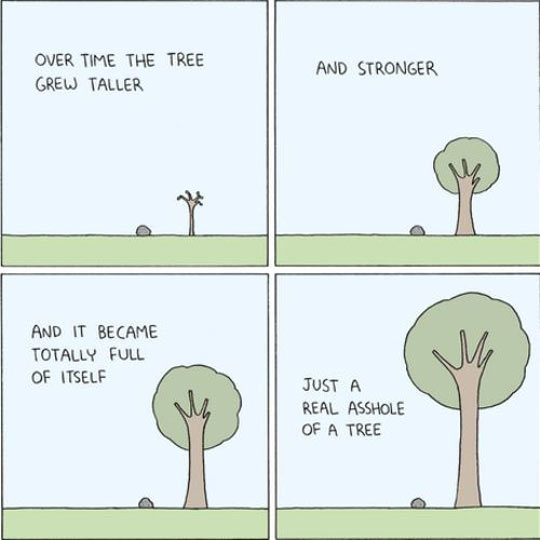 OVER TIME THE TREE
GREW TALLER
AND STRONGER
AND IT BECAME
TOTALLY FULL
OF ITSELF
JUST A
REAL ASSHOLE
OF A TREE